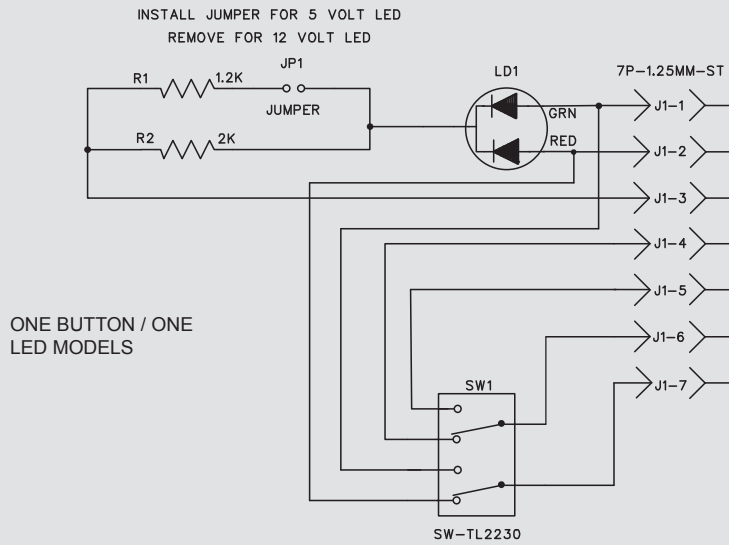 INSTALL JUMPER FOR 5 VOLT LED
REMOVE FOR 12 VOLT LED
JP1
R1
1.2K
JUMPER
R2
2K
LD1
GRN
RED
7P-1.25MM-ST
J1-1
J1-2
J1-3
J1-4
J1-5
J1-6
J1-7
ONE BUTTON / ONE
LED MODELS
SW1
SW-TL2230